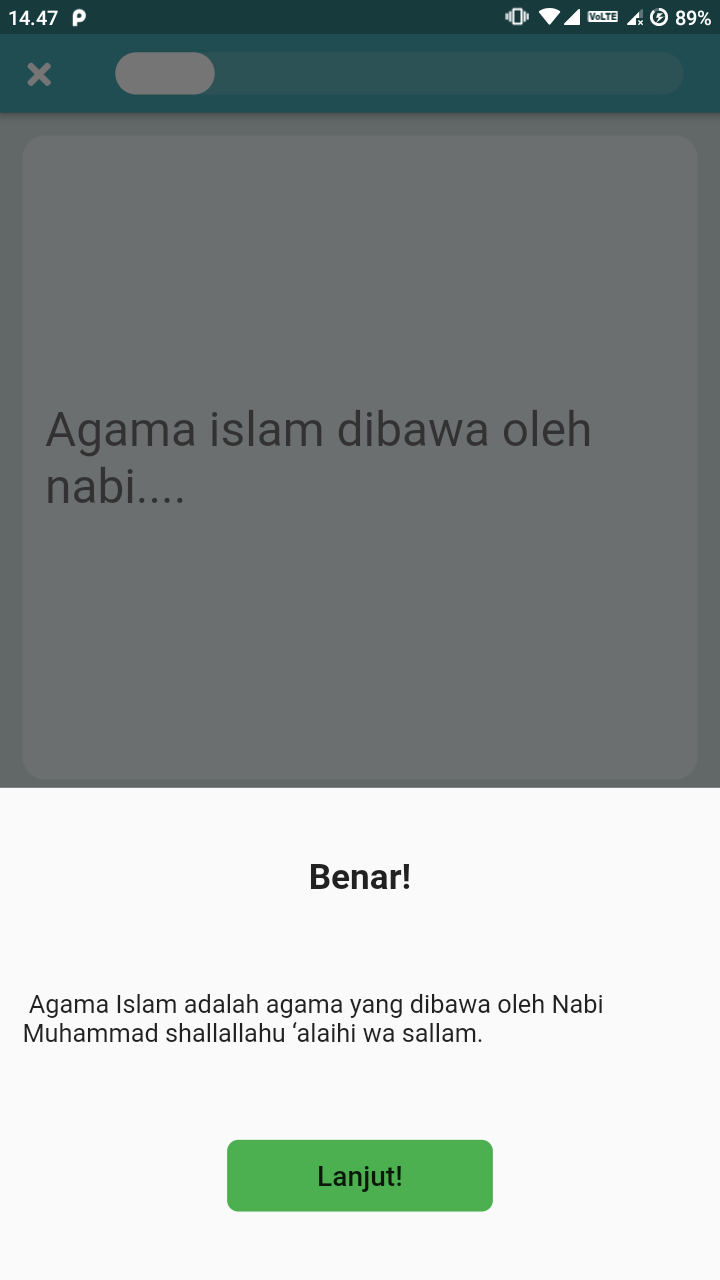 14.47
VoLTE
89%
Agama islam dibawa oleh
nabi....
Benar!
Agama Islam adalah agama yang dibawa oleh Nabi
Muhammad shallallahu ‘alaihi wa sallam.
Lanjut!